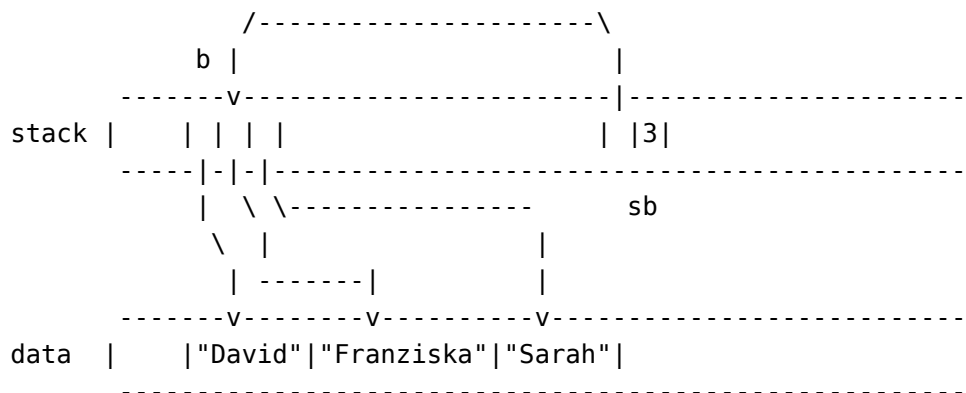 /----------------------\
b |                         |
-------v------------------------|----------------------
stack |    | | | |                     | |3|
-----|-|-|---------------------------------------------
|  \ \----------------      sb
\  |                  |
| -------|           |
-------v--------v----------v---------------------------
data  |    |"David"|"Franziska"|"Sarah"|
-------------------------------------------------------